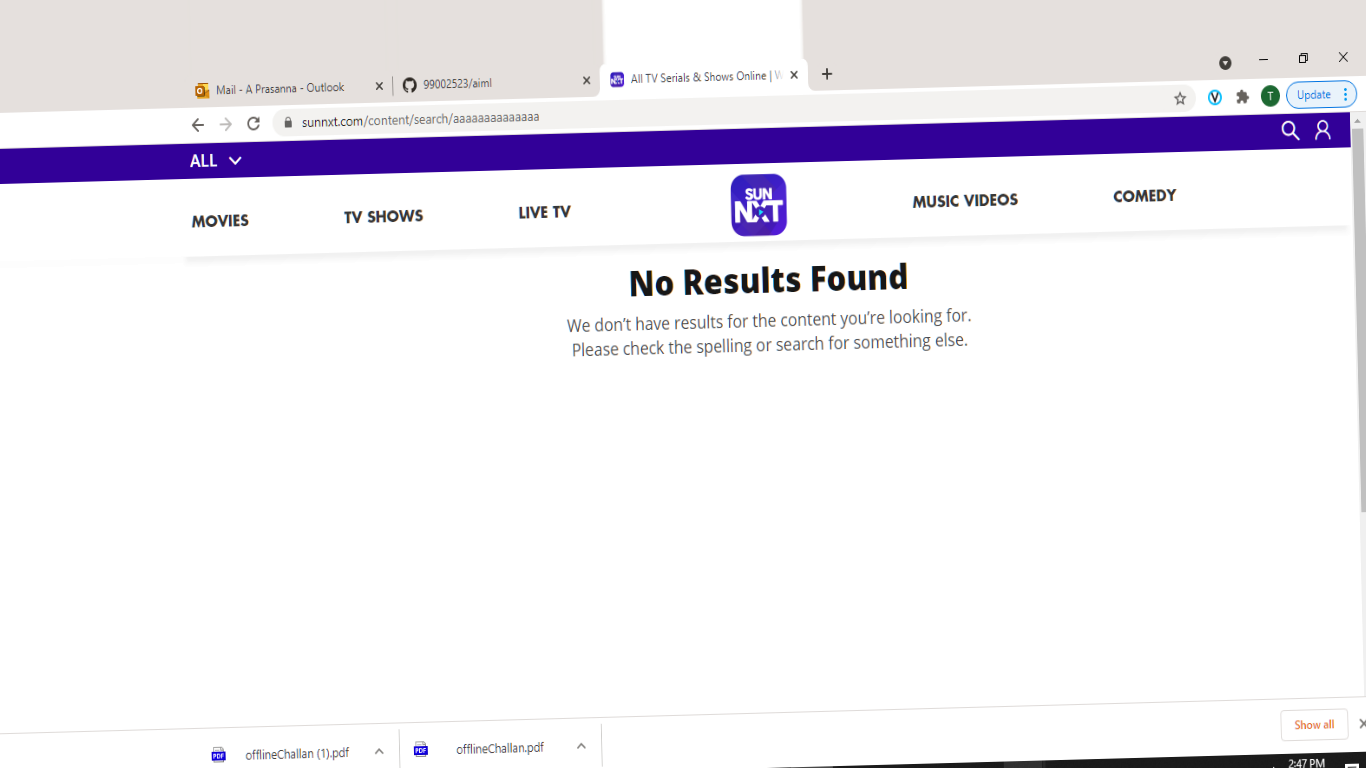 Mail - A Prasanna - Outlook
99002523/aiml
All TV Serials & Shows Online | W
sunnxt.com/content/search/aaaaaaaaaaaaaa
T
Update
ALL
MOVIES
TV SHOWS
LIVE TV
SUN
NXT
MUSIC VIDEOS
COMEDY
No Results Found
We don't have results for the content you're looking for.
Please check the spelling or search for something else.
PDF
offlineChallan (1).pdf
PDF
offlineChallan.pdf
Show all
2:47 PM